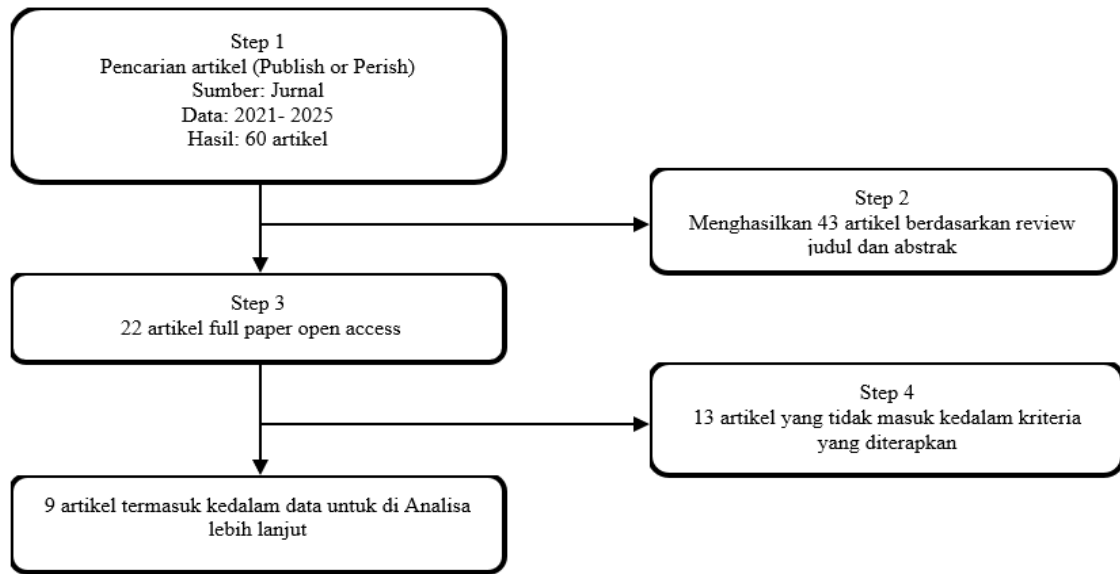 Step 1
Pencarian artikel (Publish or Perish)
Sumber: Jurnal
Data: 2021- 2025
Hasil: 60 artikel
Step 2
Menghasilkan 43 artikel berdasarkan review
judul dan abstrak
Step 3
22 artikel full paper open access
Step 4
13 artikel yang tidak masuk kedalam kriteria
yang diterapkan
9 artikel termasuk kedalam data untuk di Analisa
lebih lanjut